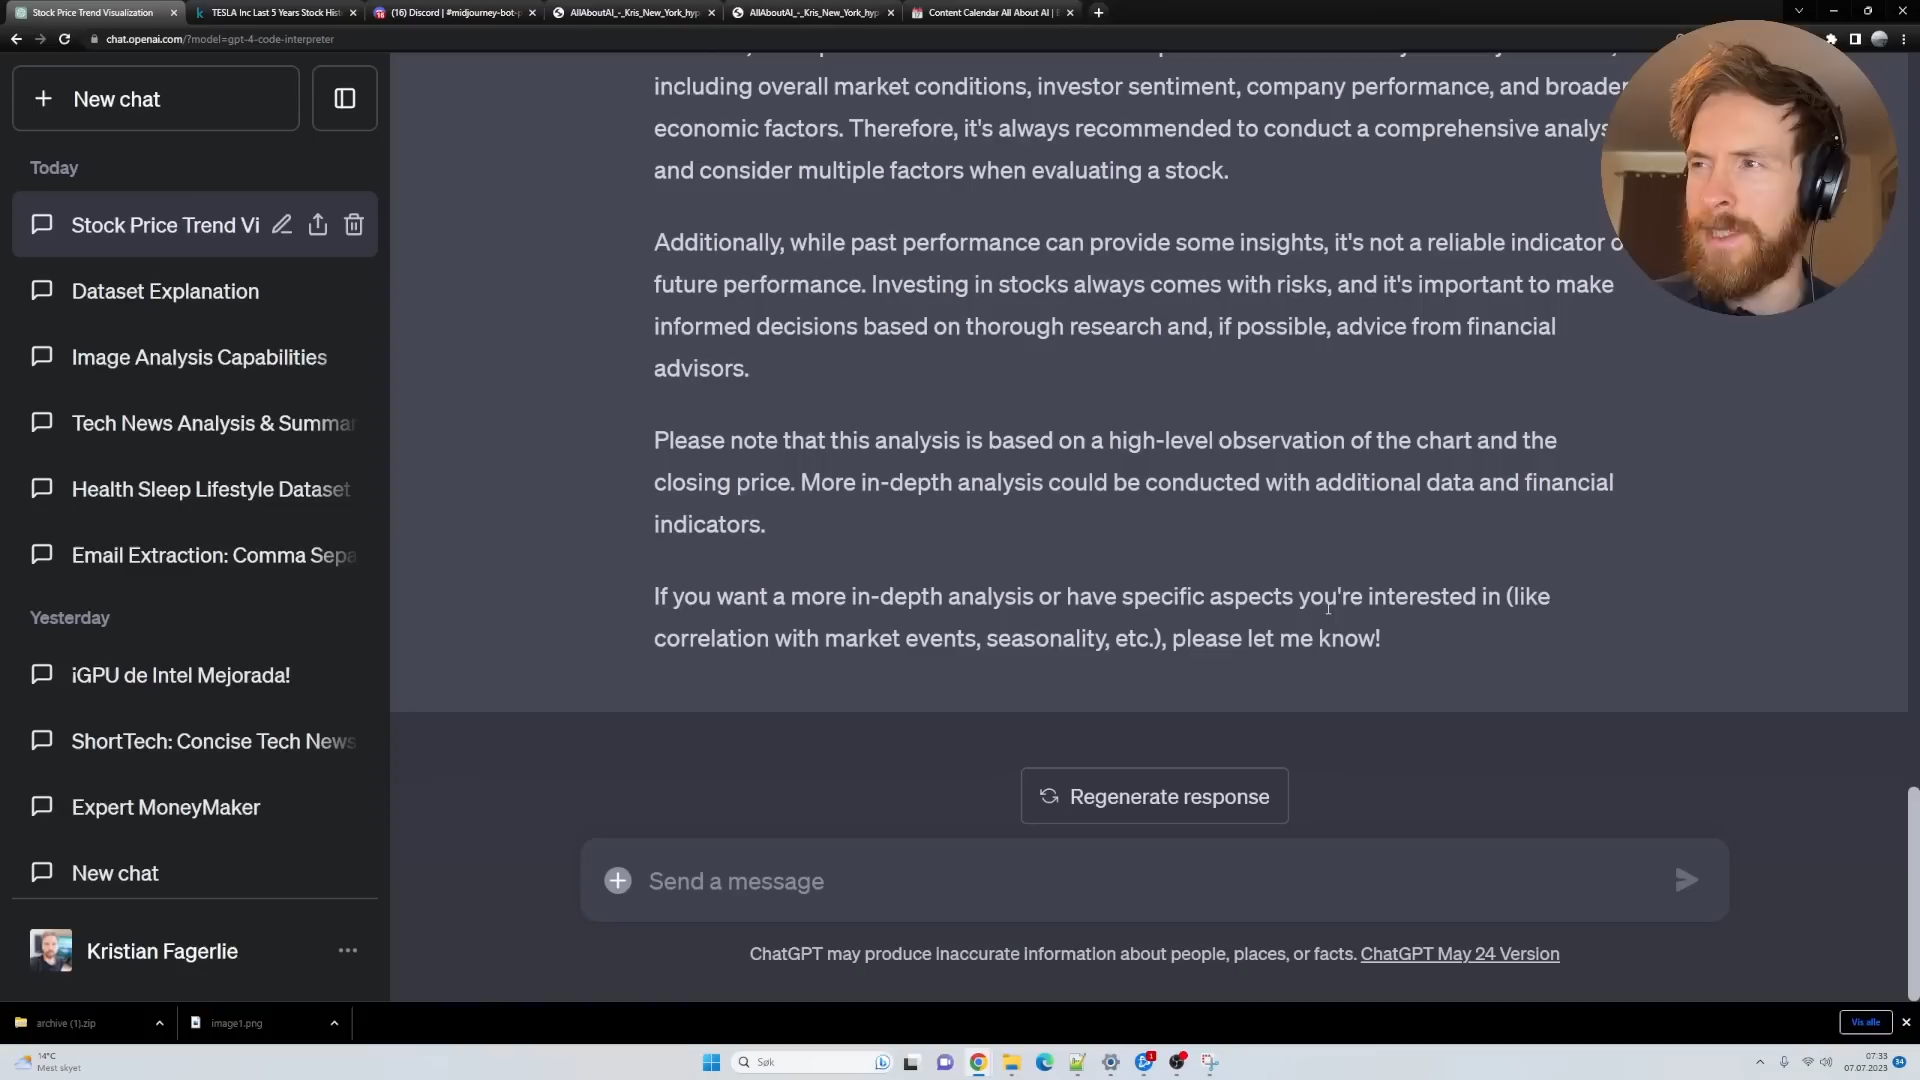 Stock Price Trend Visualization
TESLA Inc Last 5 Years Stock Hist
(16) Discord | #midjourney-bot-
AllAboutAI_-_Kris_New_York_hyp
AllAboutAI_-_Kris_New_York_hyp
Content Calendar All About AI |
chat.openai.com/?model=gpt-4-code-interpreter
New chat
Today
Stock Price Trend Vi
Dataset Explanation
Image Analysis Capabilities
Tech News Analysis & Summar
Health Sleep Lifestyle Dataset
Email Extraction: Comma Sepa
Yesterday
iGPU de Intel Mejorada!
ShortTech: Concise Tech News
Expert MoneyMaker
New chat
Kristian Fagerlie
including overall market conditions, investor sentiment, company performance, and broader
economic factors. Therefore, it's always recommended to conduct a comprehensive analys
and consider multiple factors when evaluating a stock.
Additionally, while past performance can provide some insights, it's not a reliable indicator o
future performance. Investing in stocks always comes with risks, and it's important to make
informed decisions based on thorough research and, if possible, advice from financial
advisors.
Please note that this analysis is based on a high-level observation of the chart and the
closing price. More in-depth analysis could be conducted with additional data and financial
indicators.
If you want a more in-depth analysis or have specific aspects you're interested in (like
correlation with market events, seasonality, etc.), please let me know!
Regenerate response
Send a message
ChatGPT may produce inaccurate information about people, places, or facts. ChatGPT May 24 Version
archive (1).zip
image1.png
Vis alle
14°C
Mest skyet
Søk
1
07:33
07.07.2023
34